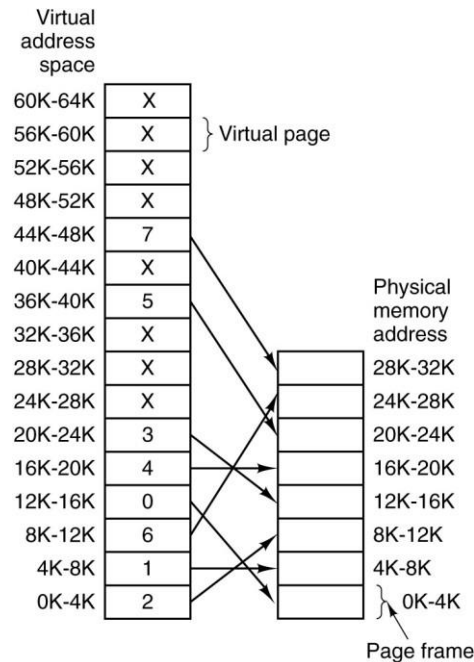 Virtual
address
space
60K-64K X
56K-60K X Virtual page
52K-56K X
48K-52K X
44K-48K 7
40K-44K X
36K-40K 5
32K-36K X
28K-32K X
24K-28K X
20K-24K 3
16K-20K 4
12K-16K 0
8K-12K 6
4K-8K 1
0K-4K 2
Physical
memory
address
28K-32K
24K-28K
20K-24K
16K-20K
12K-16K
8K-12K
4K-8K
0K-4K
Page frame